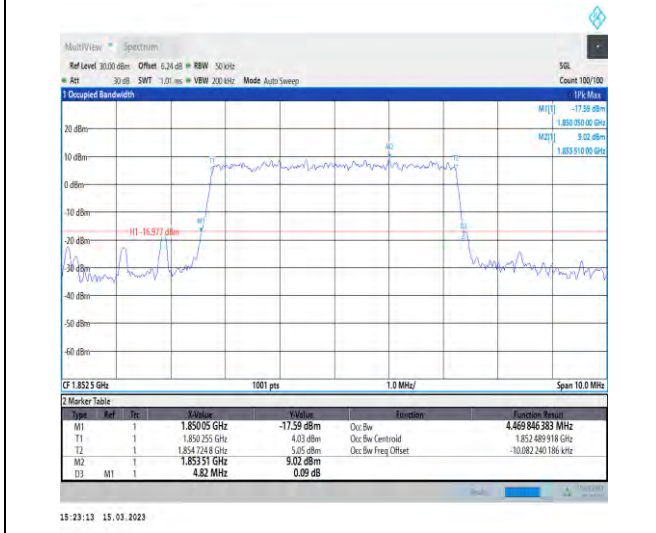 MultiView Spectrum
Ref Level 30.00 dBm Offset 6.24 dB RBW 50 kHz SGL
Att 30 dB SWT 1.01 ms VBW 200 kHz Mode Auto Sweep Count 100/100
1 Occupied Bandwidth 1Pk Max
M1[1] -17.59 dBm
1.850 050 00 GHz
M2[1] 9.02 dBm
1.853 510 00 GHz
20 dBm
M2
10 dBm
T1
0 dBm
-10 dBm
M1
H1 -16.977 dBm
D3
-20 dBm
-30 dBm
-40 dBm
-50 dBm
-60 dBm
CF 1.852 5 GHz 1001 pts 1.0 MHz/ Span 10.0 MHz
2 Marker Table
Type Ref Trc X-Value Y-Value Function Function Result
M1 1 1.85005 GHz -17.59 dBm Occ Bw 4.469 846 383 MHz
T1 1 1.850 255 GHz 4.03 dBm Occ Bw Centroid 1.852 489 918 GHz
T2 1 1.854 724 8 GHz 5.05 dBm Occ Bw Freq Offset -10.082 240 186 kHz
M2 1 1.853 51 GHz 9.02 dBm
D3 M1 1 4.82 MHz 0.09 dB
15:23:13 15.03.2023